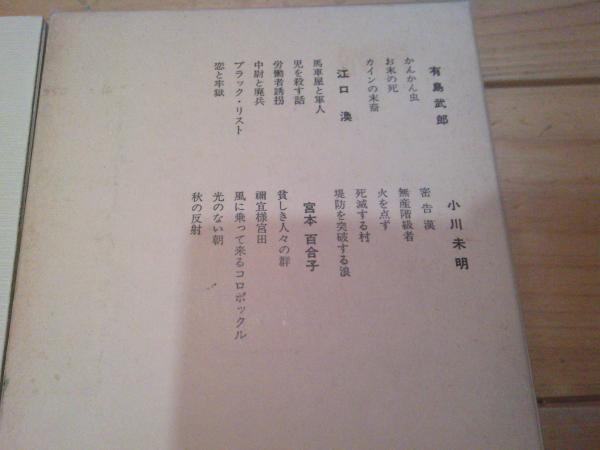 有島武郎
かんかん虫
お末の死
カインの末裔
江口渙
馬車屋と軍人
児を殺す話
労働者誘拐
中尉と廃兵
ブラック・リスト
恋と牢獄
小川未明
密告漢
無産階級者
火を点ず
死滅する村
堤防を突破する浪
宮本百合子
貧しき人々の群
禰宜様宮田
風に乗って来るコロポックル
光のない朝
秋の反射